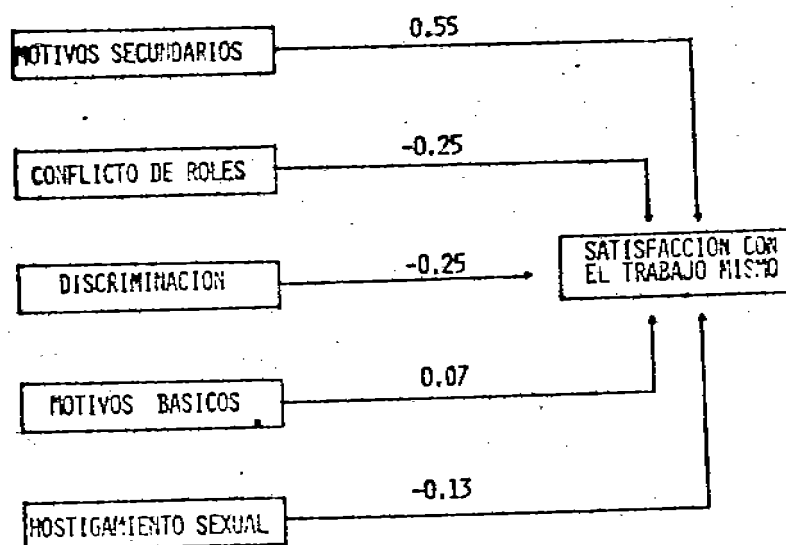 0.55
MOTIVOS SECUNDARIOS
-0.25
CONFLICTO DE ROLES
SATISFACCION CON
EL TRABAJO MISMO
-0.25
DISCRIMINACION
0.07
MOTIVOS BASICOS
-0.13
HOSTIGAMIENTO SEXUAL